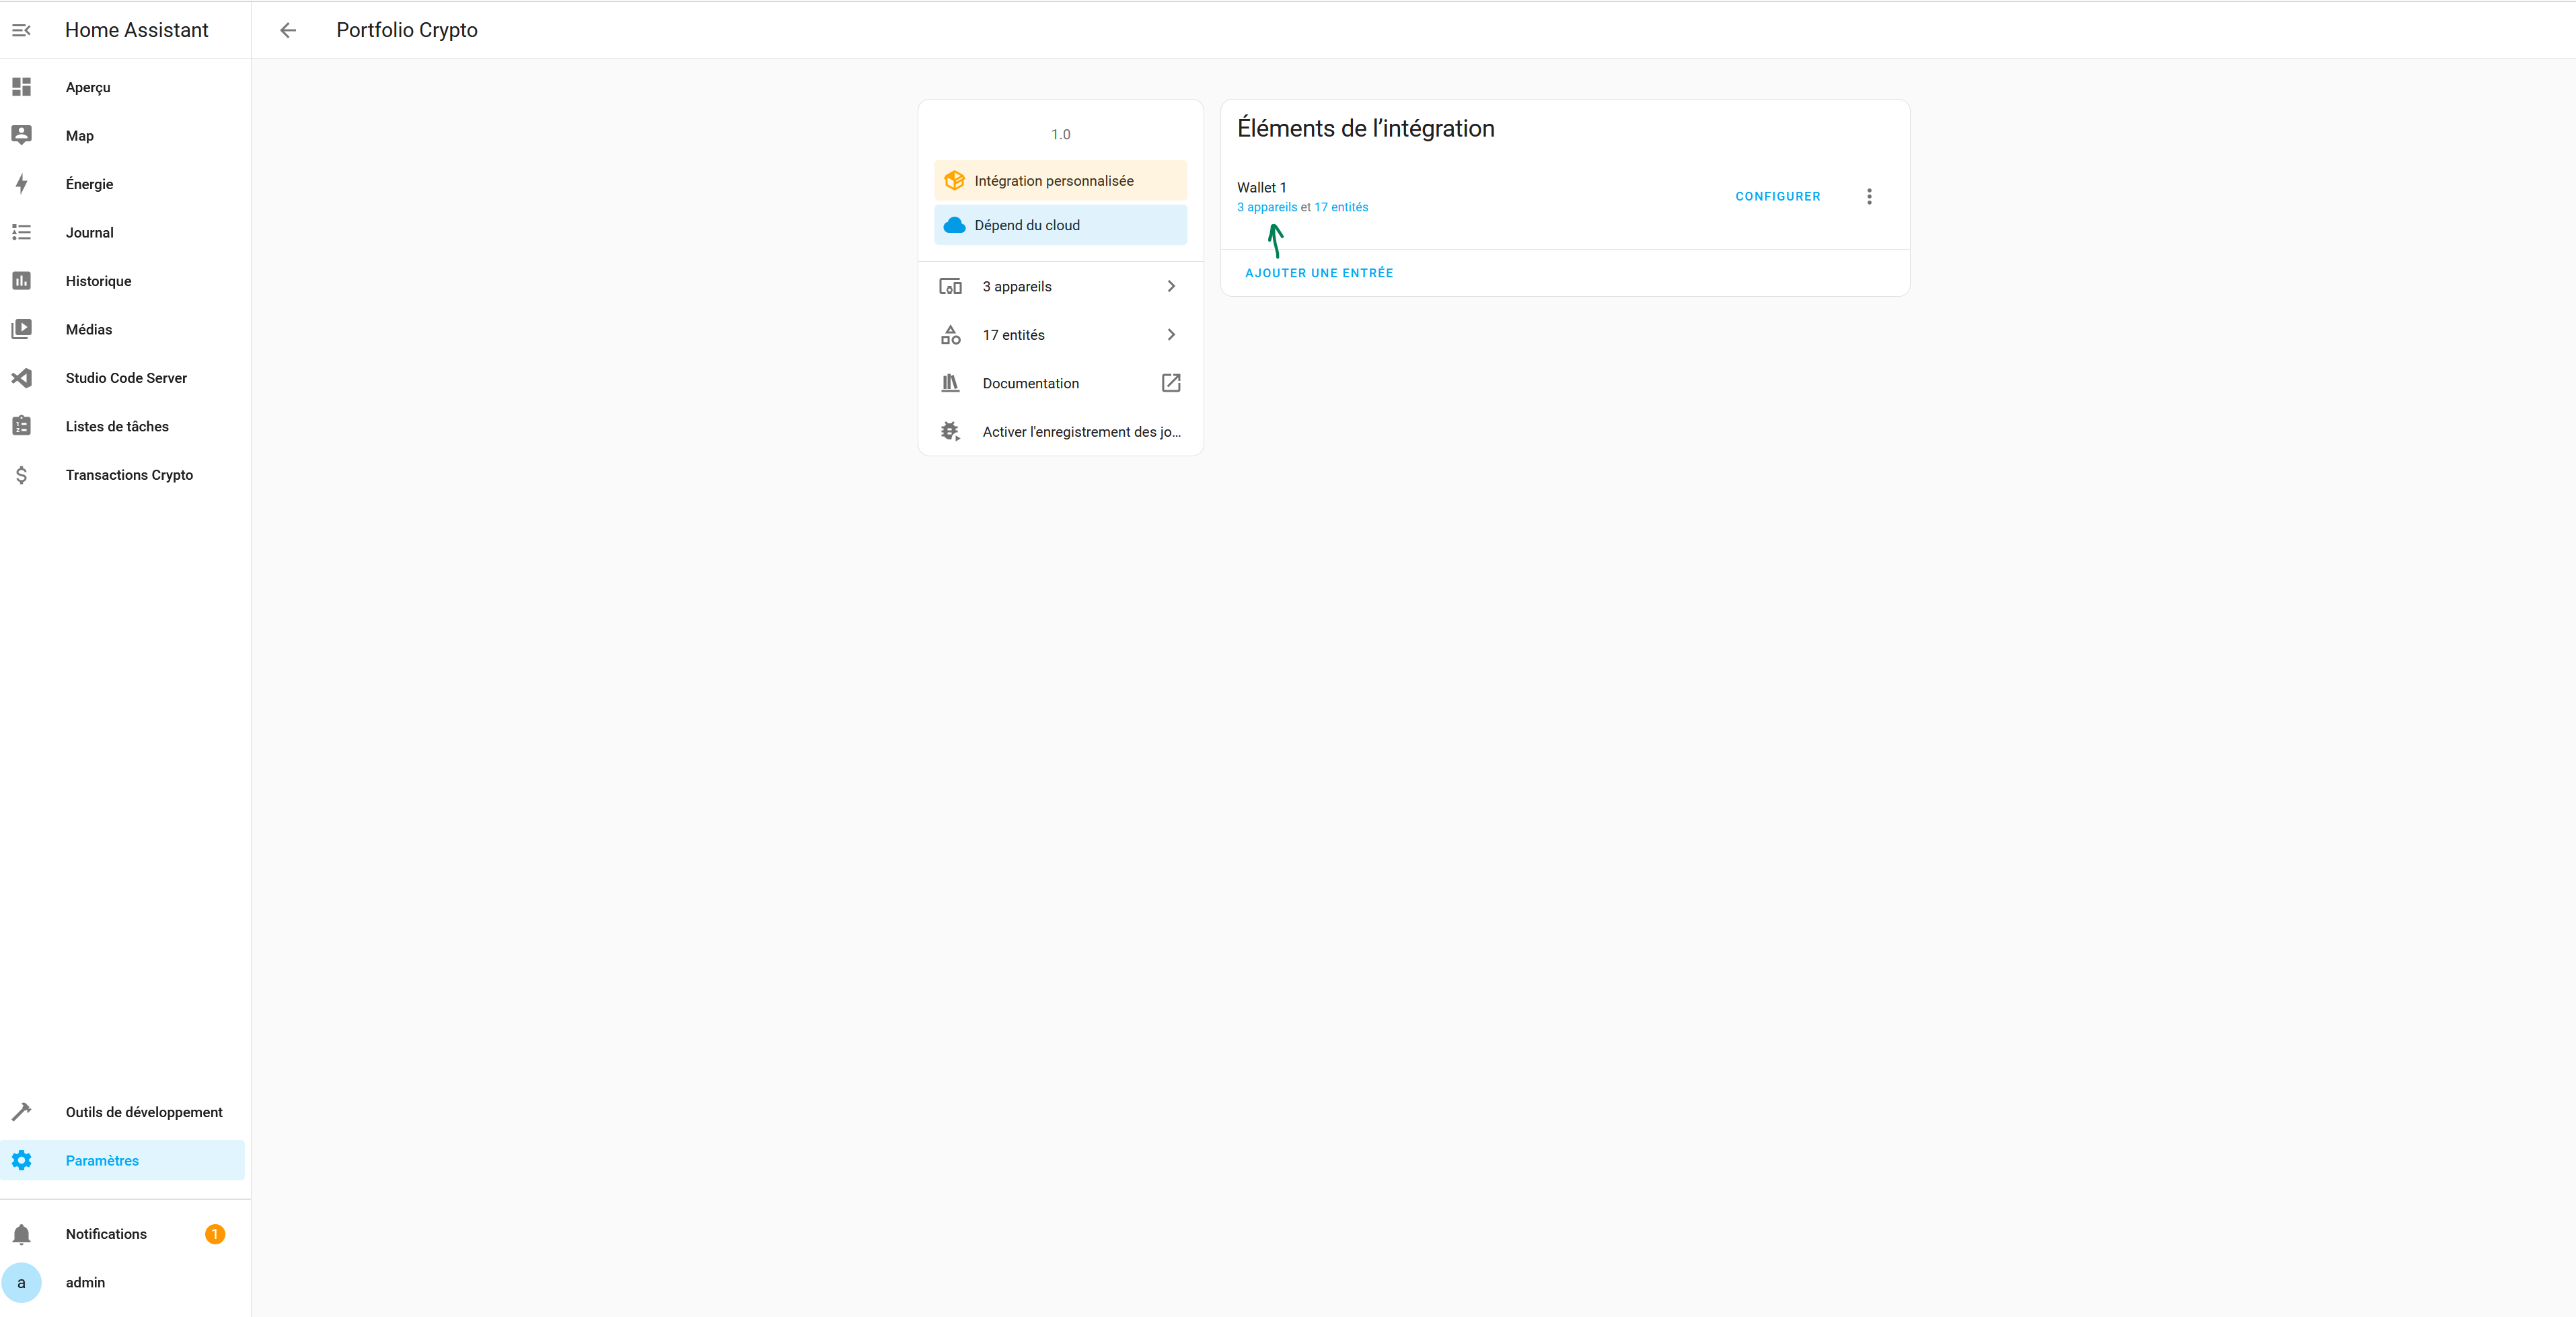 Home Assistant
Portfolio Crypto
Aperçu
Map
Énergie
Journal
Historique
Médias
Studio Code Server
Listes de tâches
Transactions Crypto
Outils de développement
Paramètres
Notifications
1
a
admin
1.0
Intégration personnalisée
Dépend du cloud
3 appareils
17 entités
Documentation
Activer l'enregistrement des jo...
Éléments de l’intégration
Wallet 1
3 appareils et 17 entités
CONFIGURER
AJOUTER UNE ENTRÉE